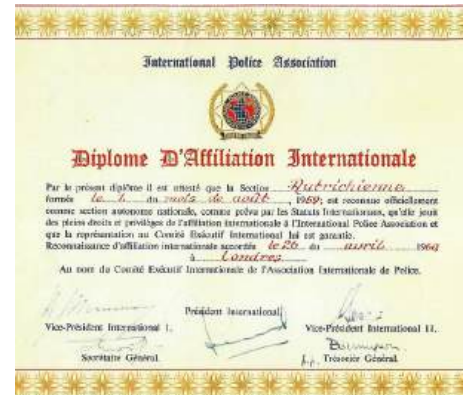 International Police Association
Diplome D'Affiliation Internationale
Par le présent diplôme il est attesté que la Section Autrichienne
formée le 1. du mois de août, 1959; est reconnue officiellement
comme section autonome nationale, comme prévu par les Statuts Internationaux, qu'elle jouit
des pleins droits et privilèges de l'affiliation internationale à l'International Police Association et
que la représentation au Comité Exécutif International lui est garantie.
Reconnaissance d'affiliation internationale accordée le 26 du avril 1960
à Londres
Au nom du Comité Exécutif Internationale de l'Association Internationale de Police.
Président International
Vice-Président International I. Vice-Président International II.
Secrétaire Général. Trésorier Général.